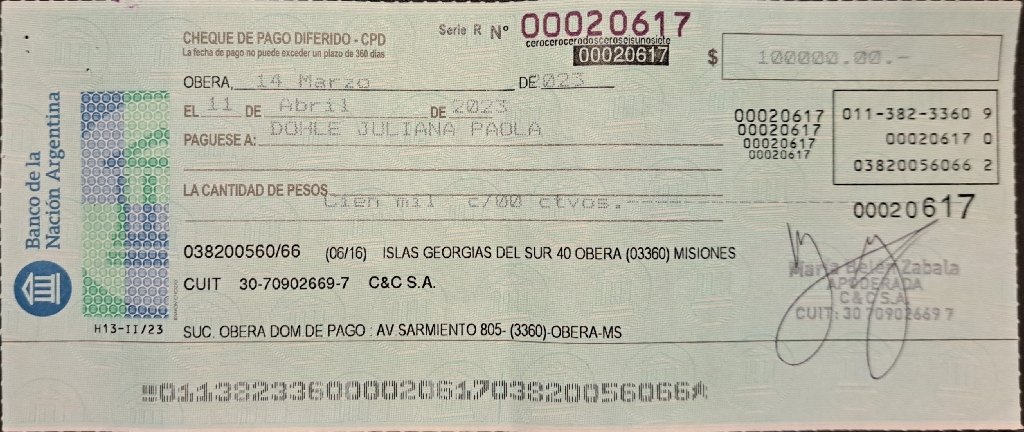 Banco de la
Nación Argentina
H13-II/23
CHEQUE DE PAGO DIFERIDO - CPD
La fecha de pago no puede exceder un plazo de 360 dias
Serie R Nº 00020617
cerocerocerodosceroseisunosiete
00020617
$ 100000.00.-
OBERA, 14 Marzo DE 2023
EL 11 DE Abril DE 2023
PAGUESE A: DOHLE JULIANA PAOLA
00020617
00020617
00020617
00020617
011-382-3360 9
00020617 0
03820056066 2
LA CANTIDAD DE PESOS Cien mil c/00 ctvos.-
00020617
038200560/66 (06/16) ISLAS GEORGIAS DEL SUR 40 OBERA (03360) MISIONES
CUIT 30-70902669-7 C&C S.A.
María Belén Zabala
APODERADA
C&C S.A.
CUIT: 30 70902669 7
SUC. OBERA DOM DE PAGO : AV SARMIENTO 805- (3360)-OBERA-MS
01138233600002061703820056066